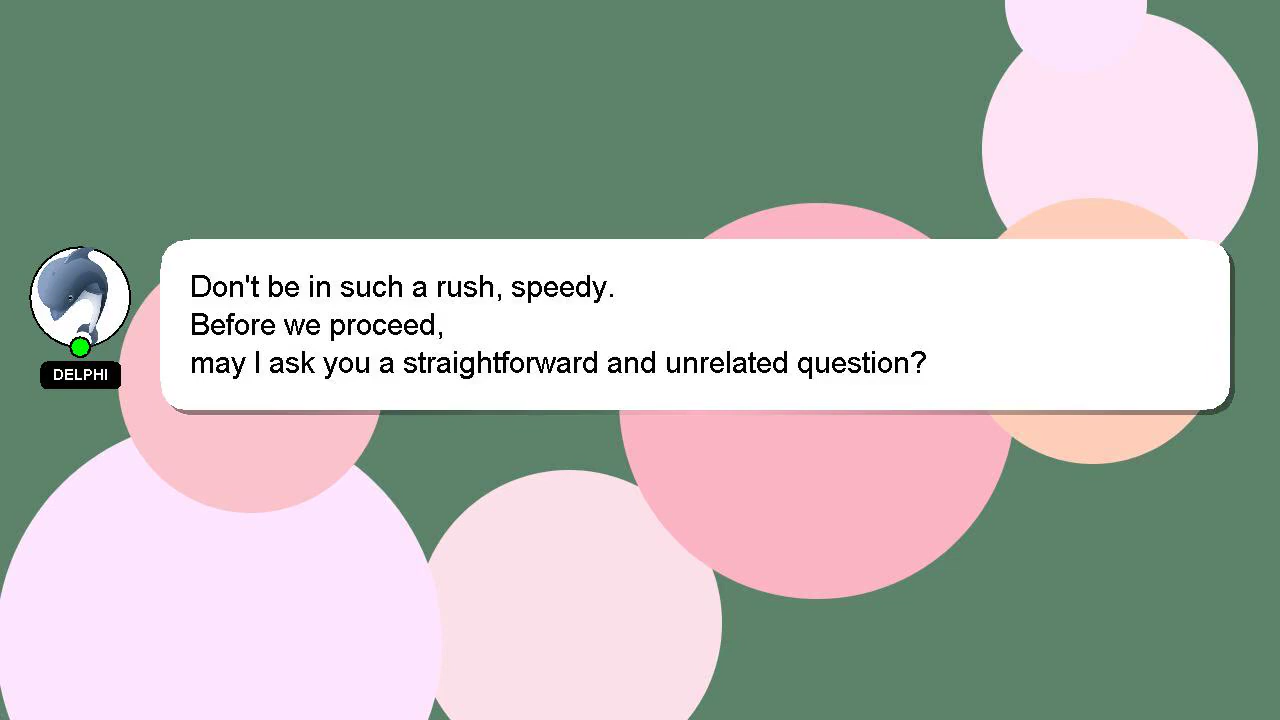 Don't be in such a rush, speedy.
Before we proceed,
may I ask you a straightforward and unrelated question?
DELPHI